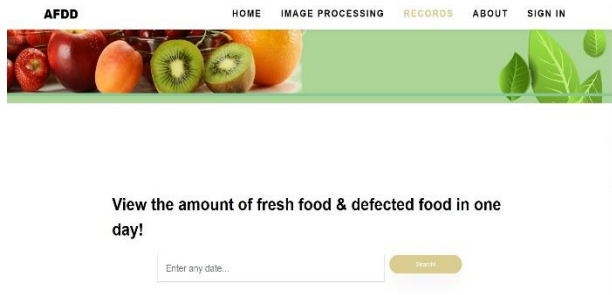 AFDD HOME IMAGE PROCESSING RECORDS ABOUT SIGN IN
View the amount of fresh food & defected food in one
day!
Enter any date... Search